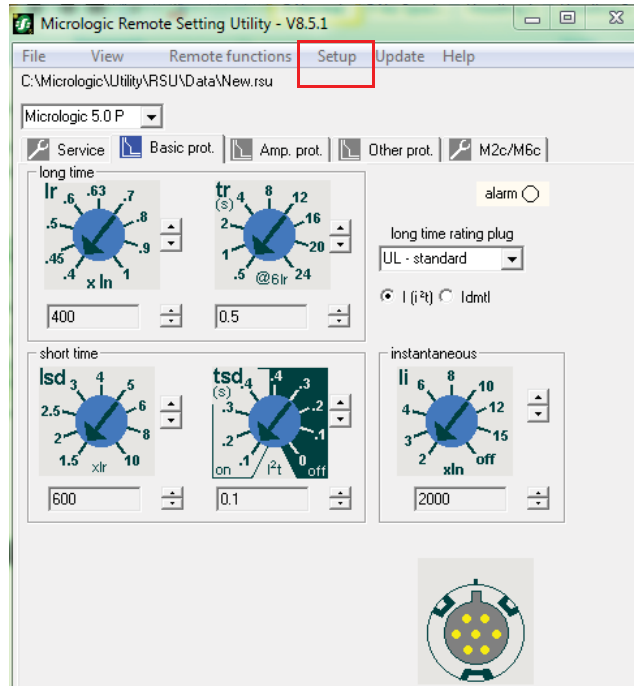 Micrologic Remote Setting Utility - V8.5.1
File View Remote functions Setup Update Help
C:\Micrologic\Utility\RSU\Data\New.rsu
Micrologic 5.0 P
Service Basic prot. Amp. prot. Other prot. M2c/M6c
long time
Ir .4 .45 .5 .6 .63 .7 .8 .9 1
x In
400
tr (s) .5 1 2 4 8 12 16 20 24
@6Ir
0.5
alarm
long time rating plug
UL - standard
I (i²t) Idmtl
short time
Isd 1.5 2 2.5 3 4 5 6 8 10
xIr
600
tsd (s) .1 .2 .3 .4 .4 .3 .2 .1 0
on I²t off
0.1
instantaneous
Ii 2 3 4 6 8 10 12 15 off
xIn
2000